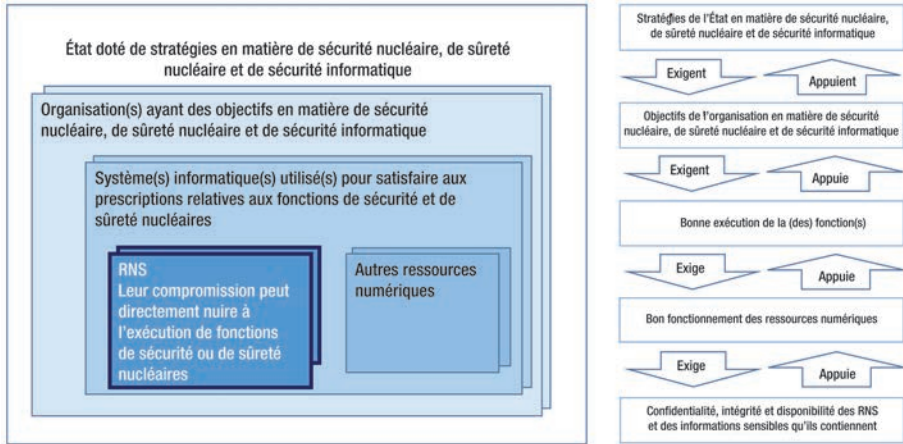 État doté de stratégies en matière de sécurité nucléaire, de sûreté
nucléaire et de sécurité informatique
Organisation(s) ayant des objectifs en matière de sécurité
nucléaire, de sûreté nucléaire et de sécurité informatique
Système(s) informatique(s) utilisé(s) pour satisfaire aux
prescriptions relatives aux fonctions de sécurité et de
sûreté nucléaires
RNS
Leur compromission peut
directement nuire à
l'exécution de fonctions
de sécurité ou de sûreté
nucléaires
Autres ressources
numériques
Stratégies de l'État en matière de sécurité nucléaire,
de sûreté nucléaire et de sécurité informatique
Exigent
Appuient
Objectifs de l'organisation en matière de sécurité
nucléaire, de sûreté nucléaire et de sécurité informatique
Exigent
Appuie
Bonne exécution de la (des) fonction(s)
Exige
Appuie
Bon fonctionnement des ressources numériques
Exige
Appuie
Confidentialité, intégrité et disponibilité des RNS
et des informations sensibles qu'ils contiennent